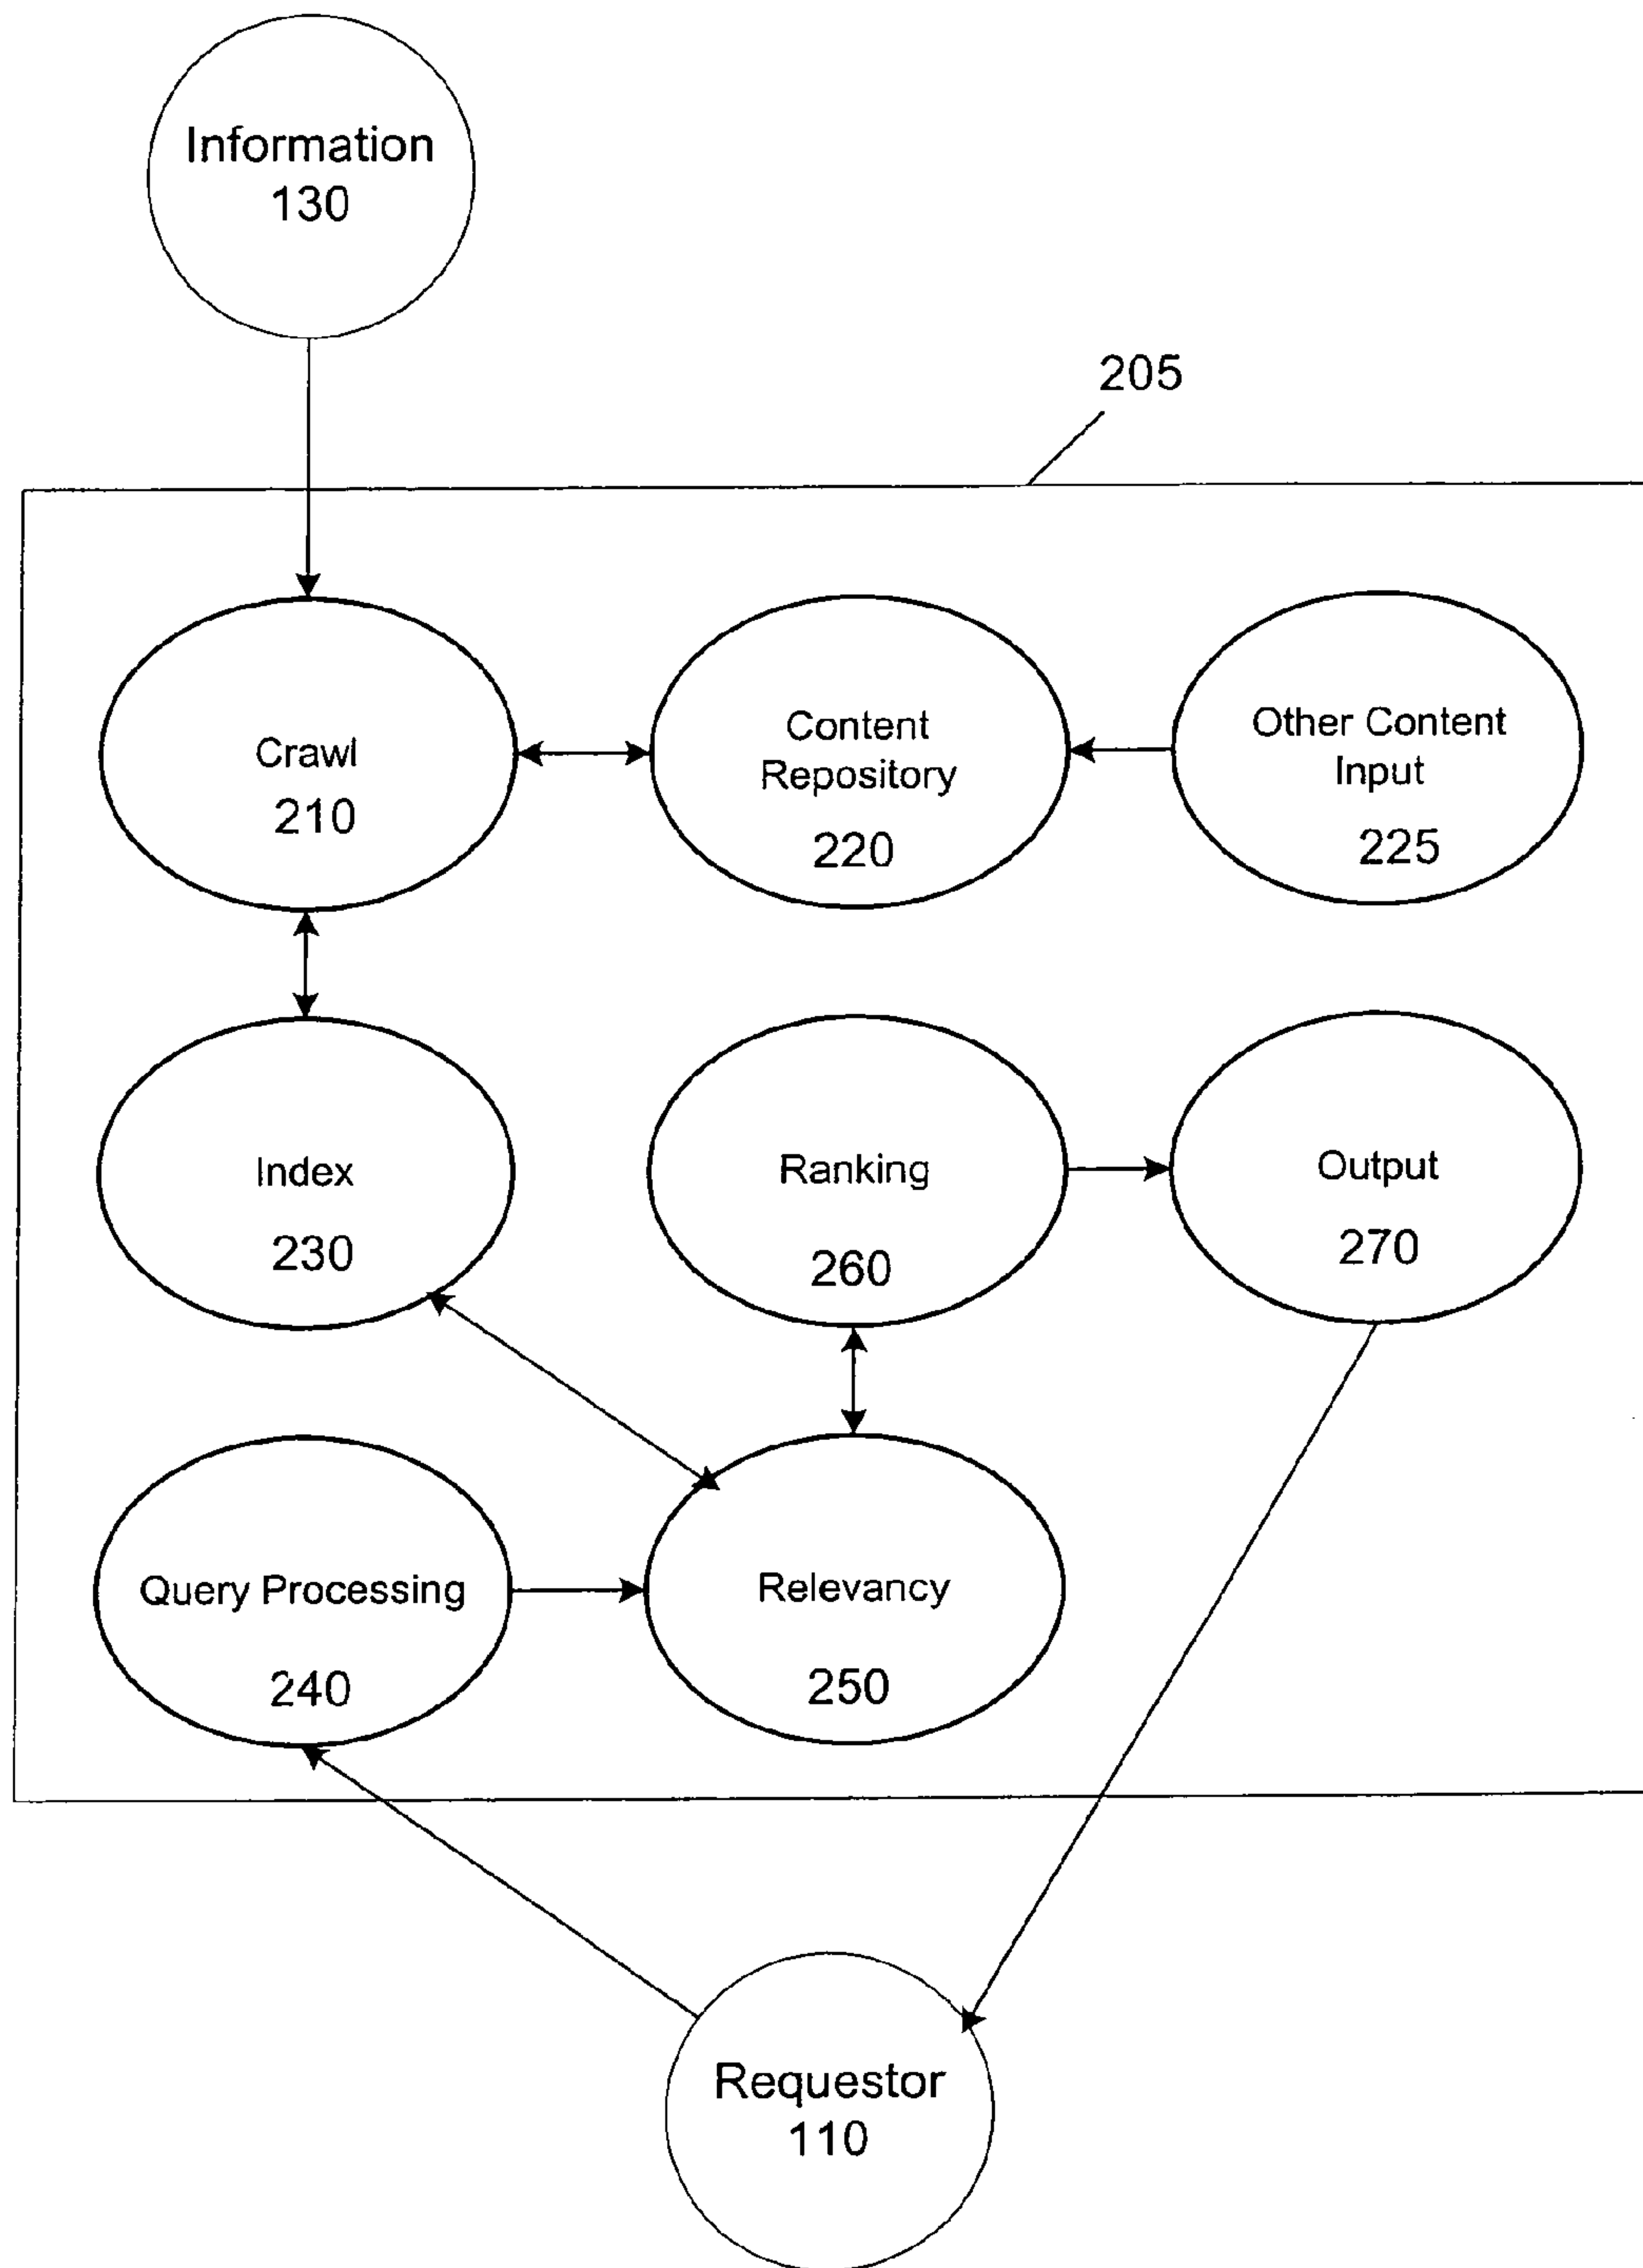 Information
130
205
Crawl
210
Content
Repository
220
Other Content
Input
225
Index
230
Ranking
260
Output
270
Query Processing
240
Relevancy
250
Requestor
110